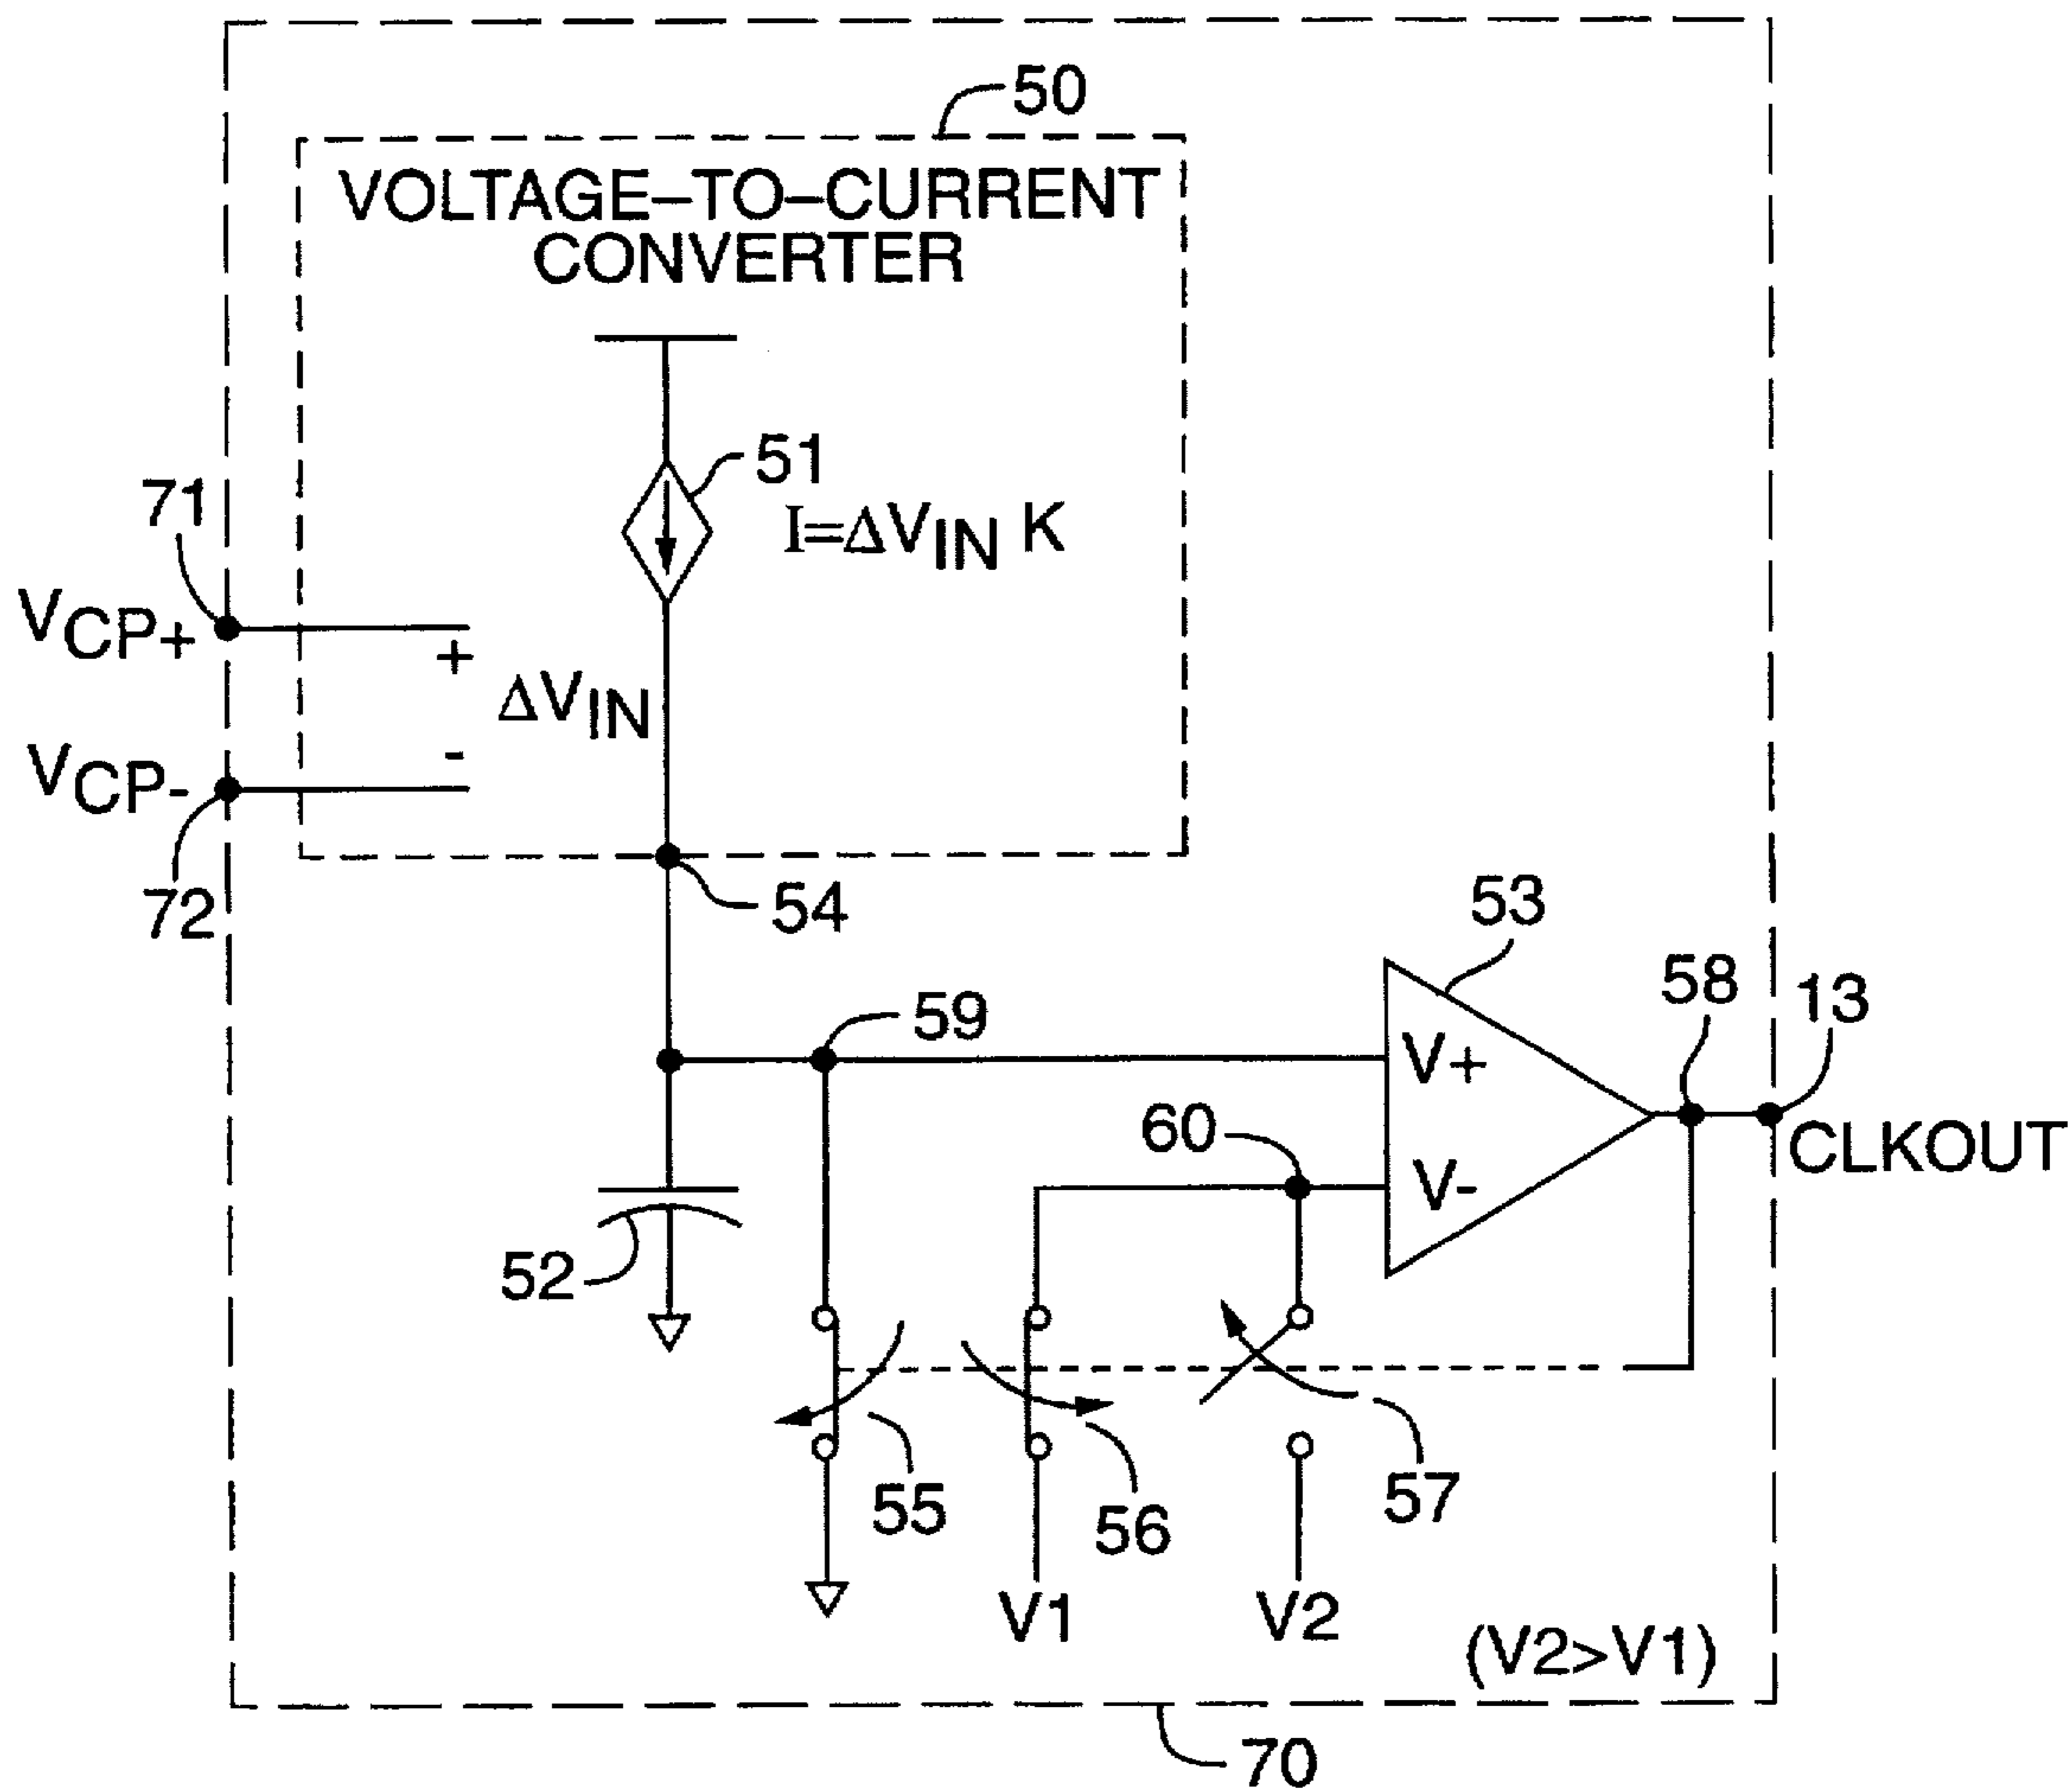 50
VOLTAGE–TO–CURRENT
CONVERTER
51
I=ΔVIN K
71
VCP+
+
ΔVIN
-
VCP-
72
54
53
59
58
13
V+
60
V-
CLKOUT
52
55
56
57
V1
V2
(V2>V1)
70